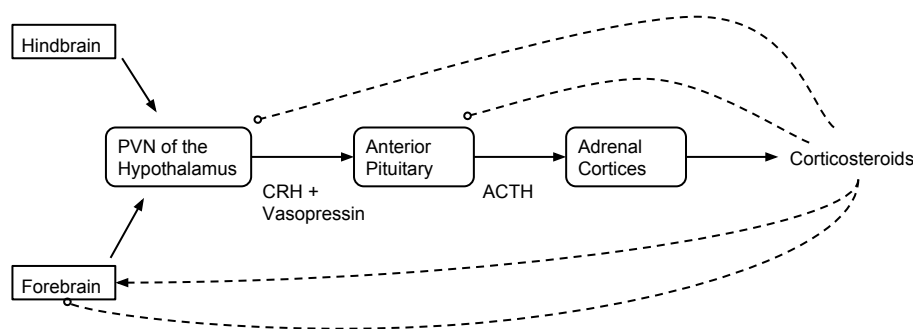 Hindbrain
PVN of the
Hypothalamus
Anterior
Pituitary
Adrenal
Cortices
Corticosteroids
CRH +
Vasopressin
ACTH
Forebrain